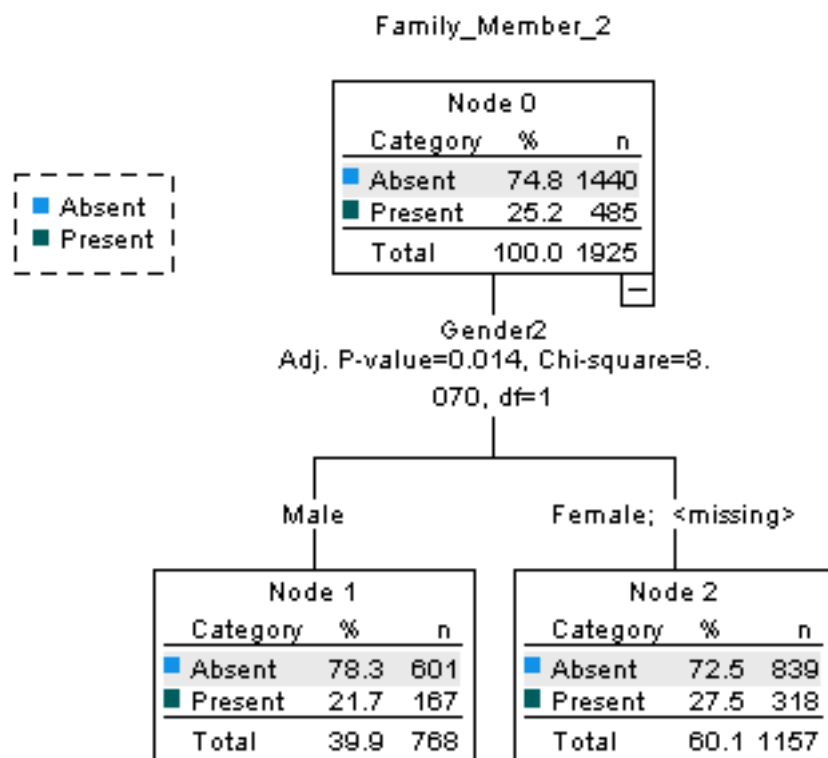 Family_Member_2
Node 0
Category % n
Absent 74.8 1440
Present 25.2 485
Total 100.0 1925
Absent
Present
Gender2
Adj. P-value=0.014, Chi-square=8.
070, df=1
Male
Female; <missing>
Node 1
Category % n
Absent 78.3 601
Present 21.7 167
Total 39.9 768
Node 2
Category % n
Absent 72.5 839
Present 27.5 318
Total 60.1 1157